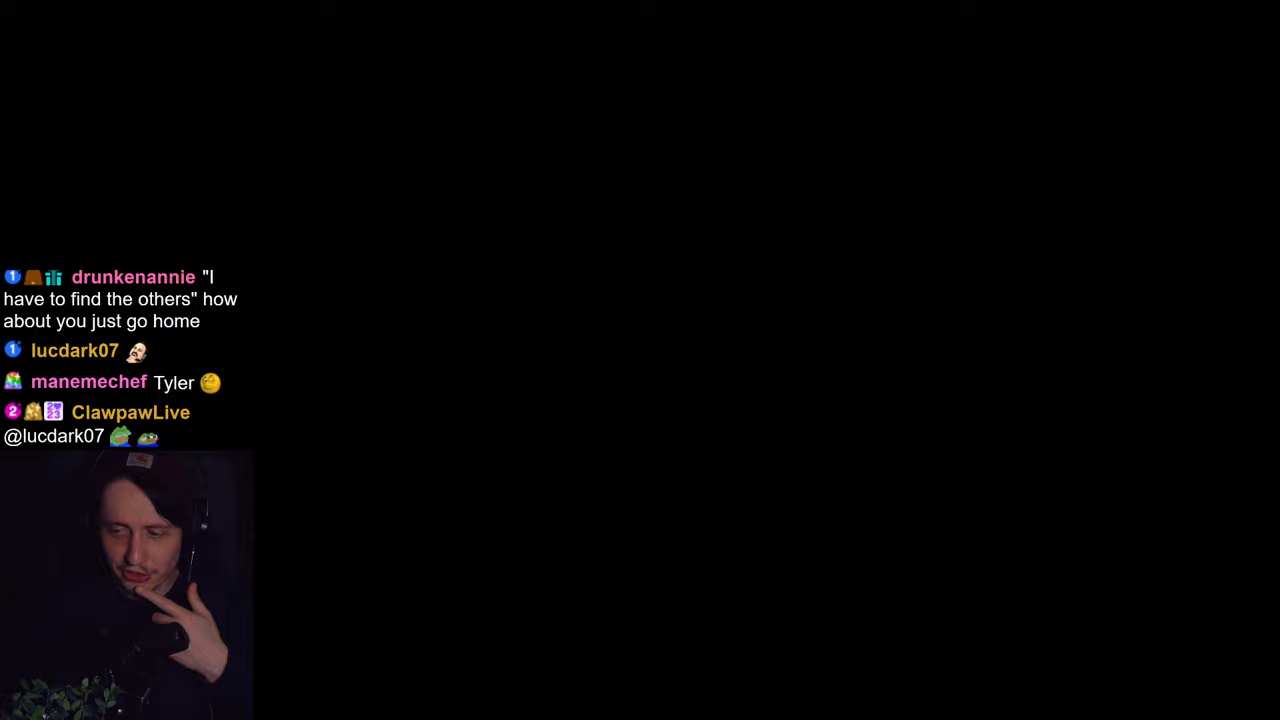 drunkenannie "I
have to find the others" how
about you just go home
lucdark07
manemechef Tyler
ClawpawLive
@lucdark07